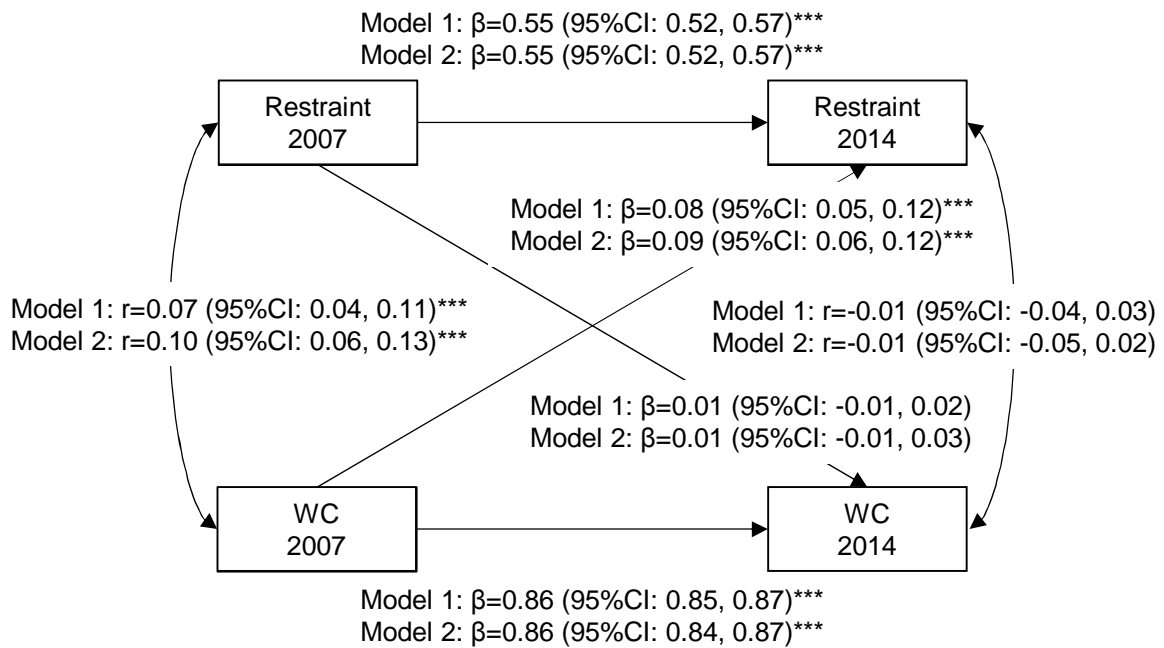 Model 1: β=0.55 (95%CI: 0.52, 0.57)***
Model 2: β=0.55 (95%CI: 0.52, 0.57)***
Restraint
2007
Restraint
2014
Model 1: β=0.08 (95%CI: 0.05, 0.12)***
Model 2: β=0.09 (95%CI: 0.06, 0.12)***
Model 1: r=0.07 (95%CI: 0.04, 0.11)***
Model 2: r=0.10 (95%CI: 0.06, 0.13)***
Model 1: r=-0.01 (95%CI: -0.04, 0.03)
Model 2: r=-0.01 (95%CI: -0.05, 0.02)
Model 1: β=0.01 (95%CI: -0.01, 0.02)
Model 2: β=0.01 (95%CI: -0.01, 0.03)
WC
2007
WC
2014
Model 1: β=0.86 (95%CI: 0.85, 0.87)***
Model 2: β=0.86 (95%CI: 0.84, 0.87)***